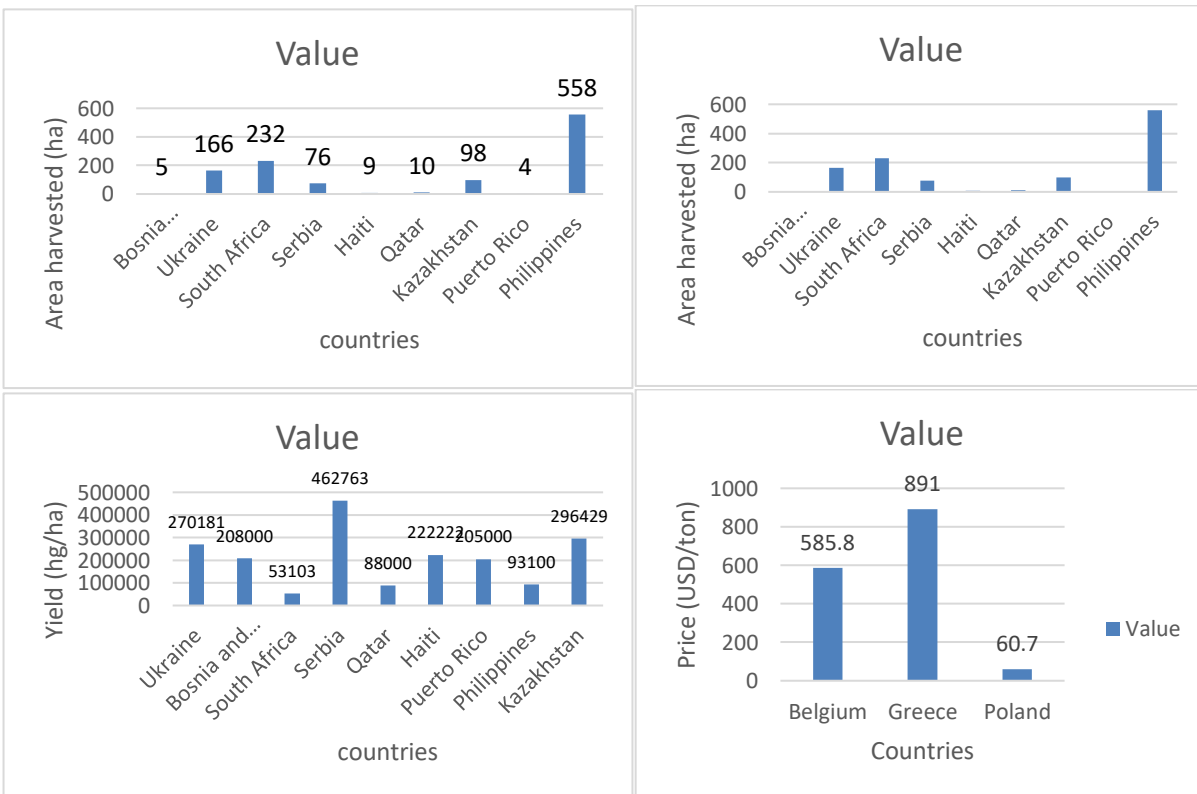 Value
Area harvested (ha)
600
400
200
0
5
166
232
76
9
10
98
4
558
Bosnia...
Ukraine
South Africa
Serbia
Haiti
Qatar
Kazakhstan
Puerto Rico
Philippines
countries
Value
Area harvested (ha)
600
400
200
0
Bosnia...
Ukraine
South Africa
Serbia
Haiti
Qatar
Kazakhstan
Puerto Rico
Philippines
countries
Value
Yield (hg/ha)
500000
400000
300000
200000
100000
0
270181
208000
53103
462763
88000
222222
205000
93100
296429
Ukraine
Bosnia and...
South Africa
Serbia
Qatar
Haiti
Puerto Rico
Philippines
Kazakhstan
countries
Value
Price (USD/ton)
1000
800
600
400
200
0
585.8
891
60.7
Belgium
Greece
Poland
Countries
Value